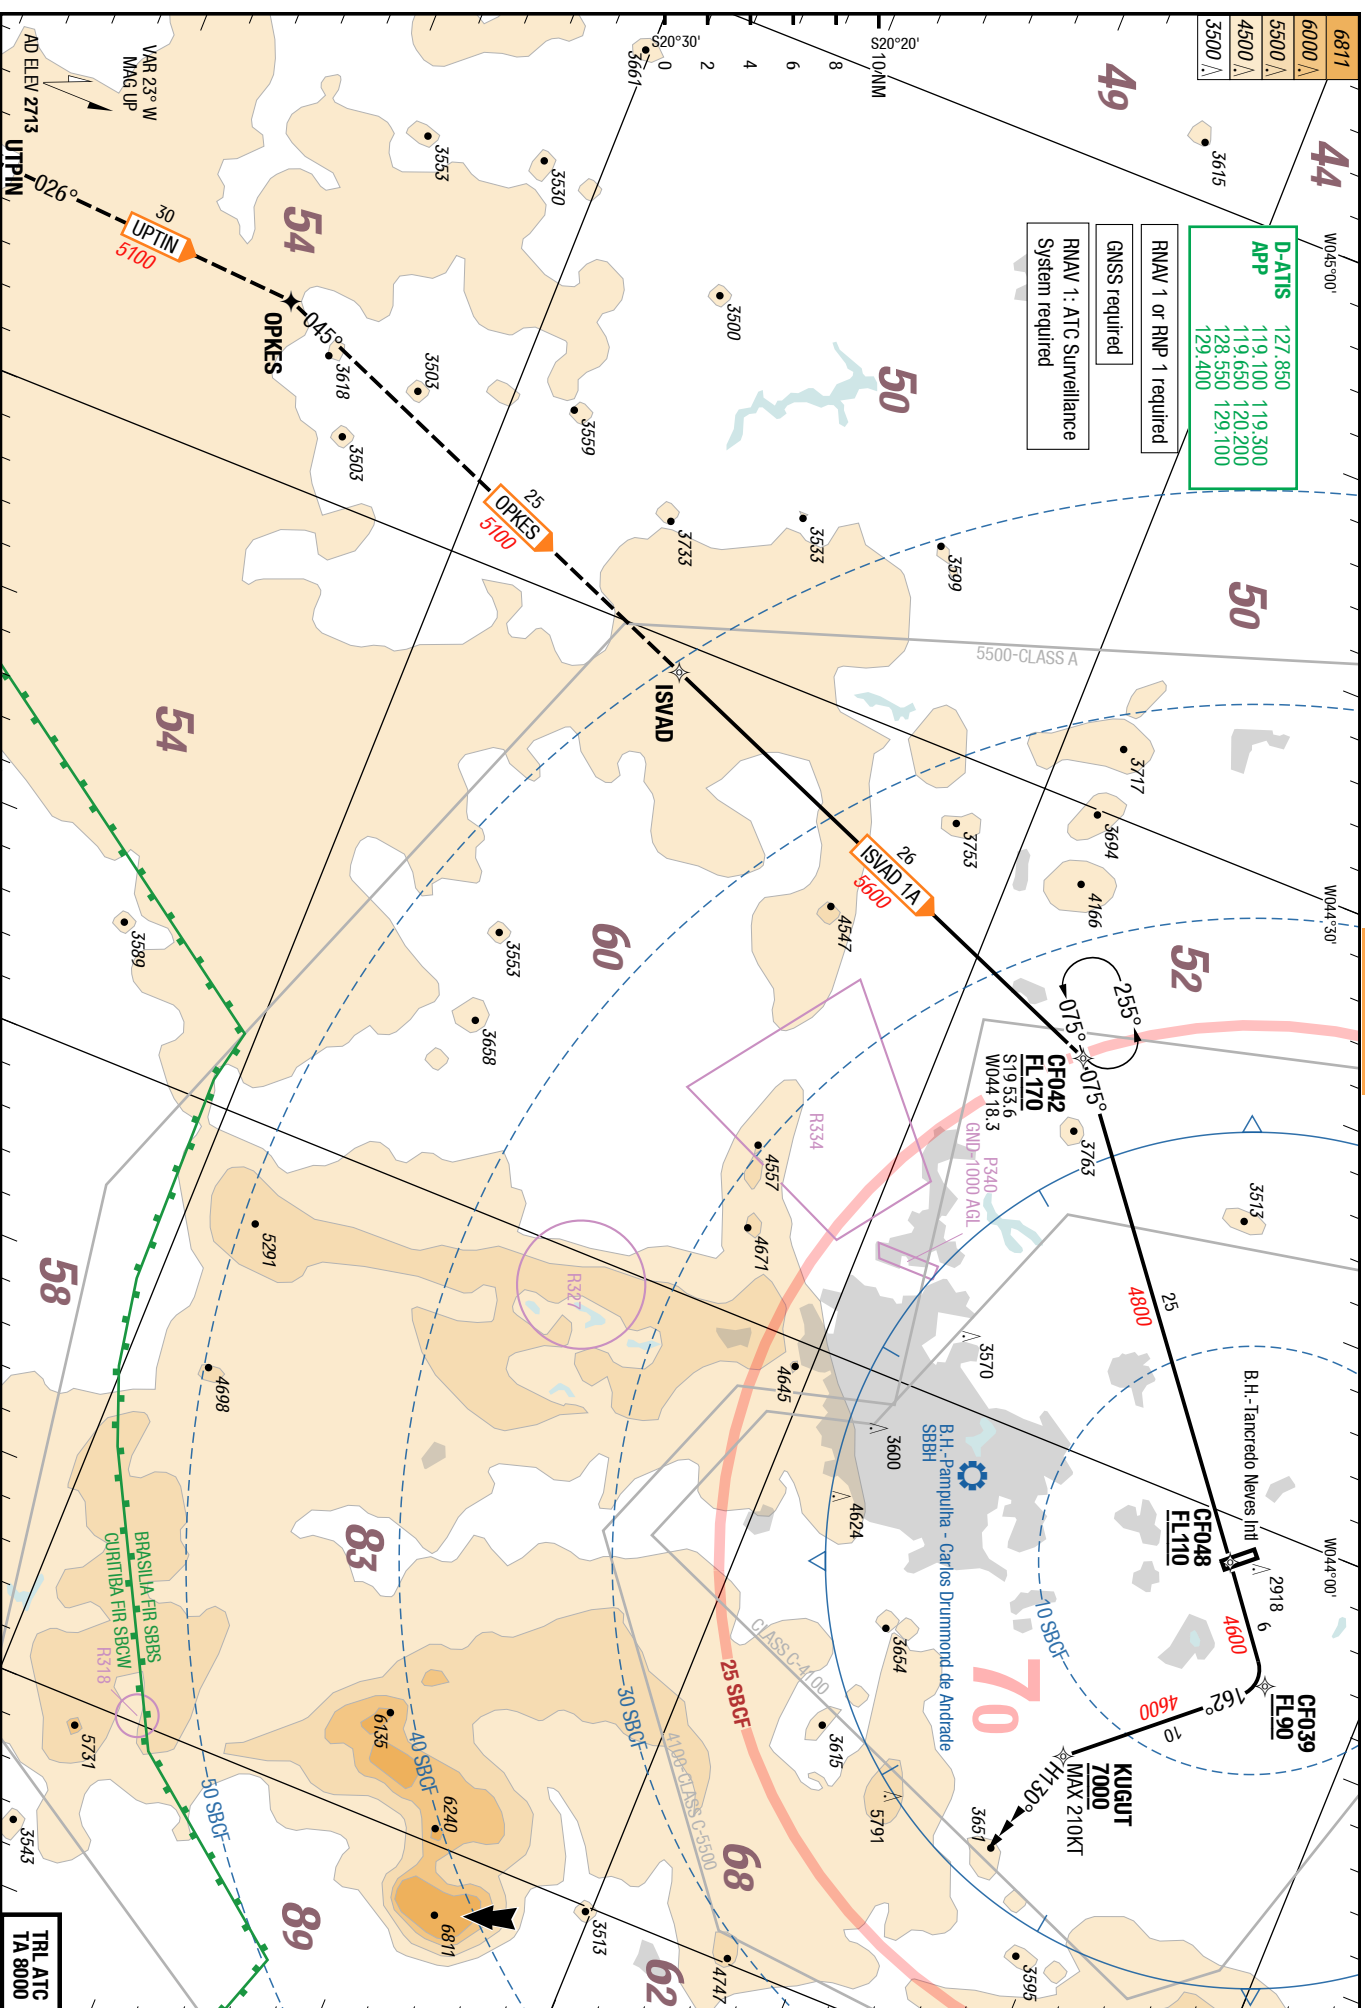 6811
6000
5500
4500
3500
49
44
3615
W045°00'
S20°30'
S20°20'
0
2
4
6
8
10 NM
3661
VAR 23° W
MAG UP
AD ELEV 2713
UTPIN
026°
30
UPTIN
5100
54
3553
3530
D-ATIS 127.850
APP 119.100 119.300
119.650 120.200
128.550 129.100
129.400
RNAV 1 or RNP 1 required
GNSS required
RNAV 1: ATC Surveillance
System required
OPKES
045°
3618
3503
3503
3500
3559
50
50
25
OPKES
5100
3733
3533
3599
5500-CLASS A
ISVAD
54
3717
3694
3753
4166
W044°30'
26
ISVAD 1A
5600
4547
52
60
3589
3553
3658
255°
075°
075°
CF042
FL170
S19 53.6
W044 18.3
3763
3513
R334
P340
GND-1000 AGL
4557
4671
R327
5291
58
25
4800
3570
4645
3600
4698
4624
B.H.-Tancredo Neves Intl
B.H.-Pampulha - Carlos Drummond de Andrade
SBBH
W044°00'
CF048
FL110
2918
6
4600
10 SBCF
CF039
FL90
162°
4600
10
KUGUT
7000
MAX 210KT
H130°
3651
70
3654
3615
5791
83
BRASILIA FIR SBBS
CURITIBA FIR SBCW
R318
5731
3543
CLASS C-4100
25 SBCF
30 SBCF
4100-CLASS C-5500
40 SBCF
50 SBCF
6135
6240
6811
68
89
62
3513
4747
3595
TRL ATC
TA 8000